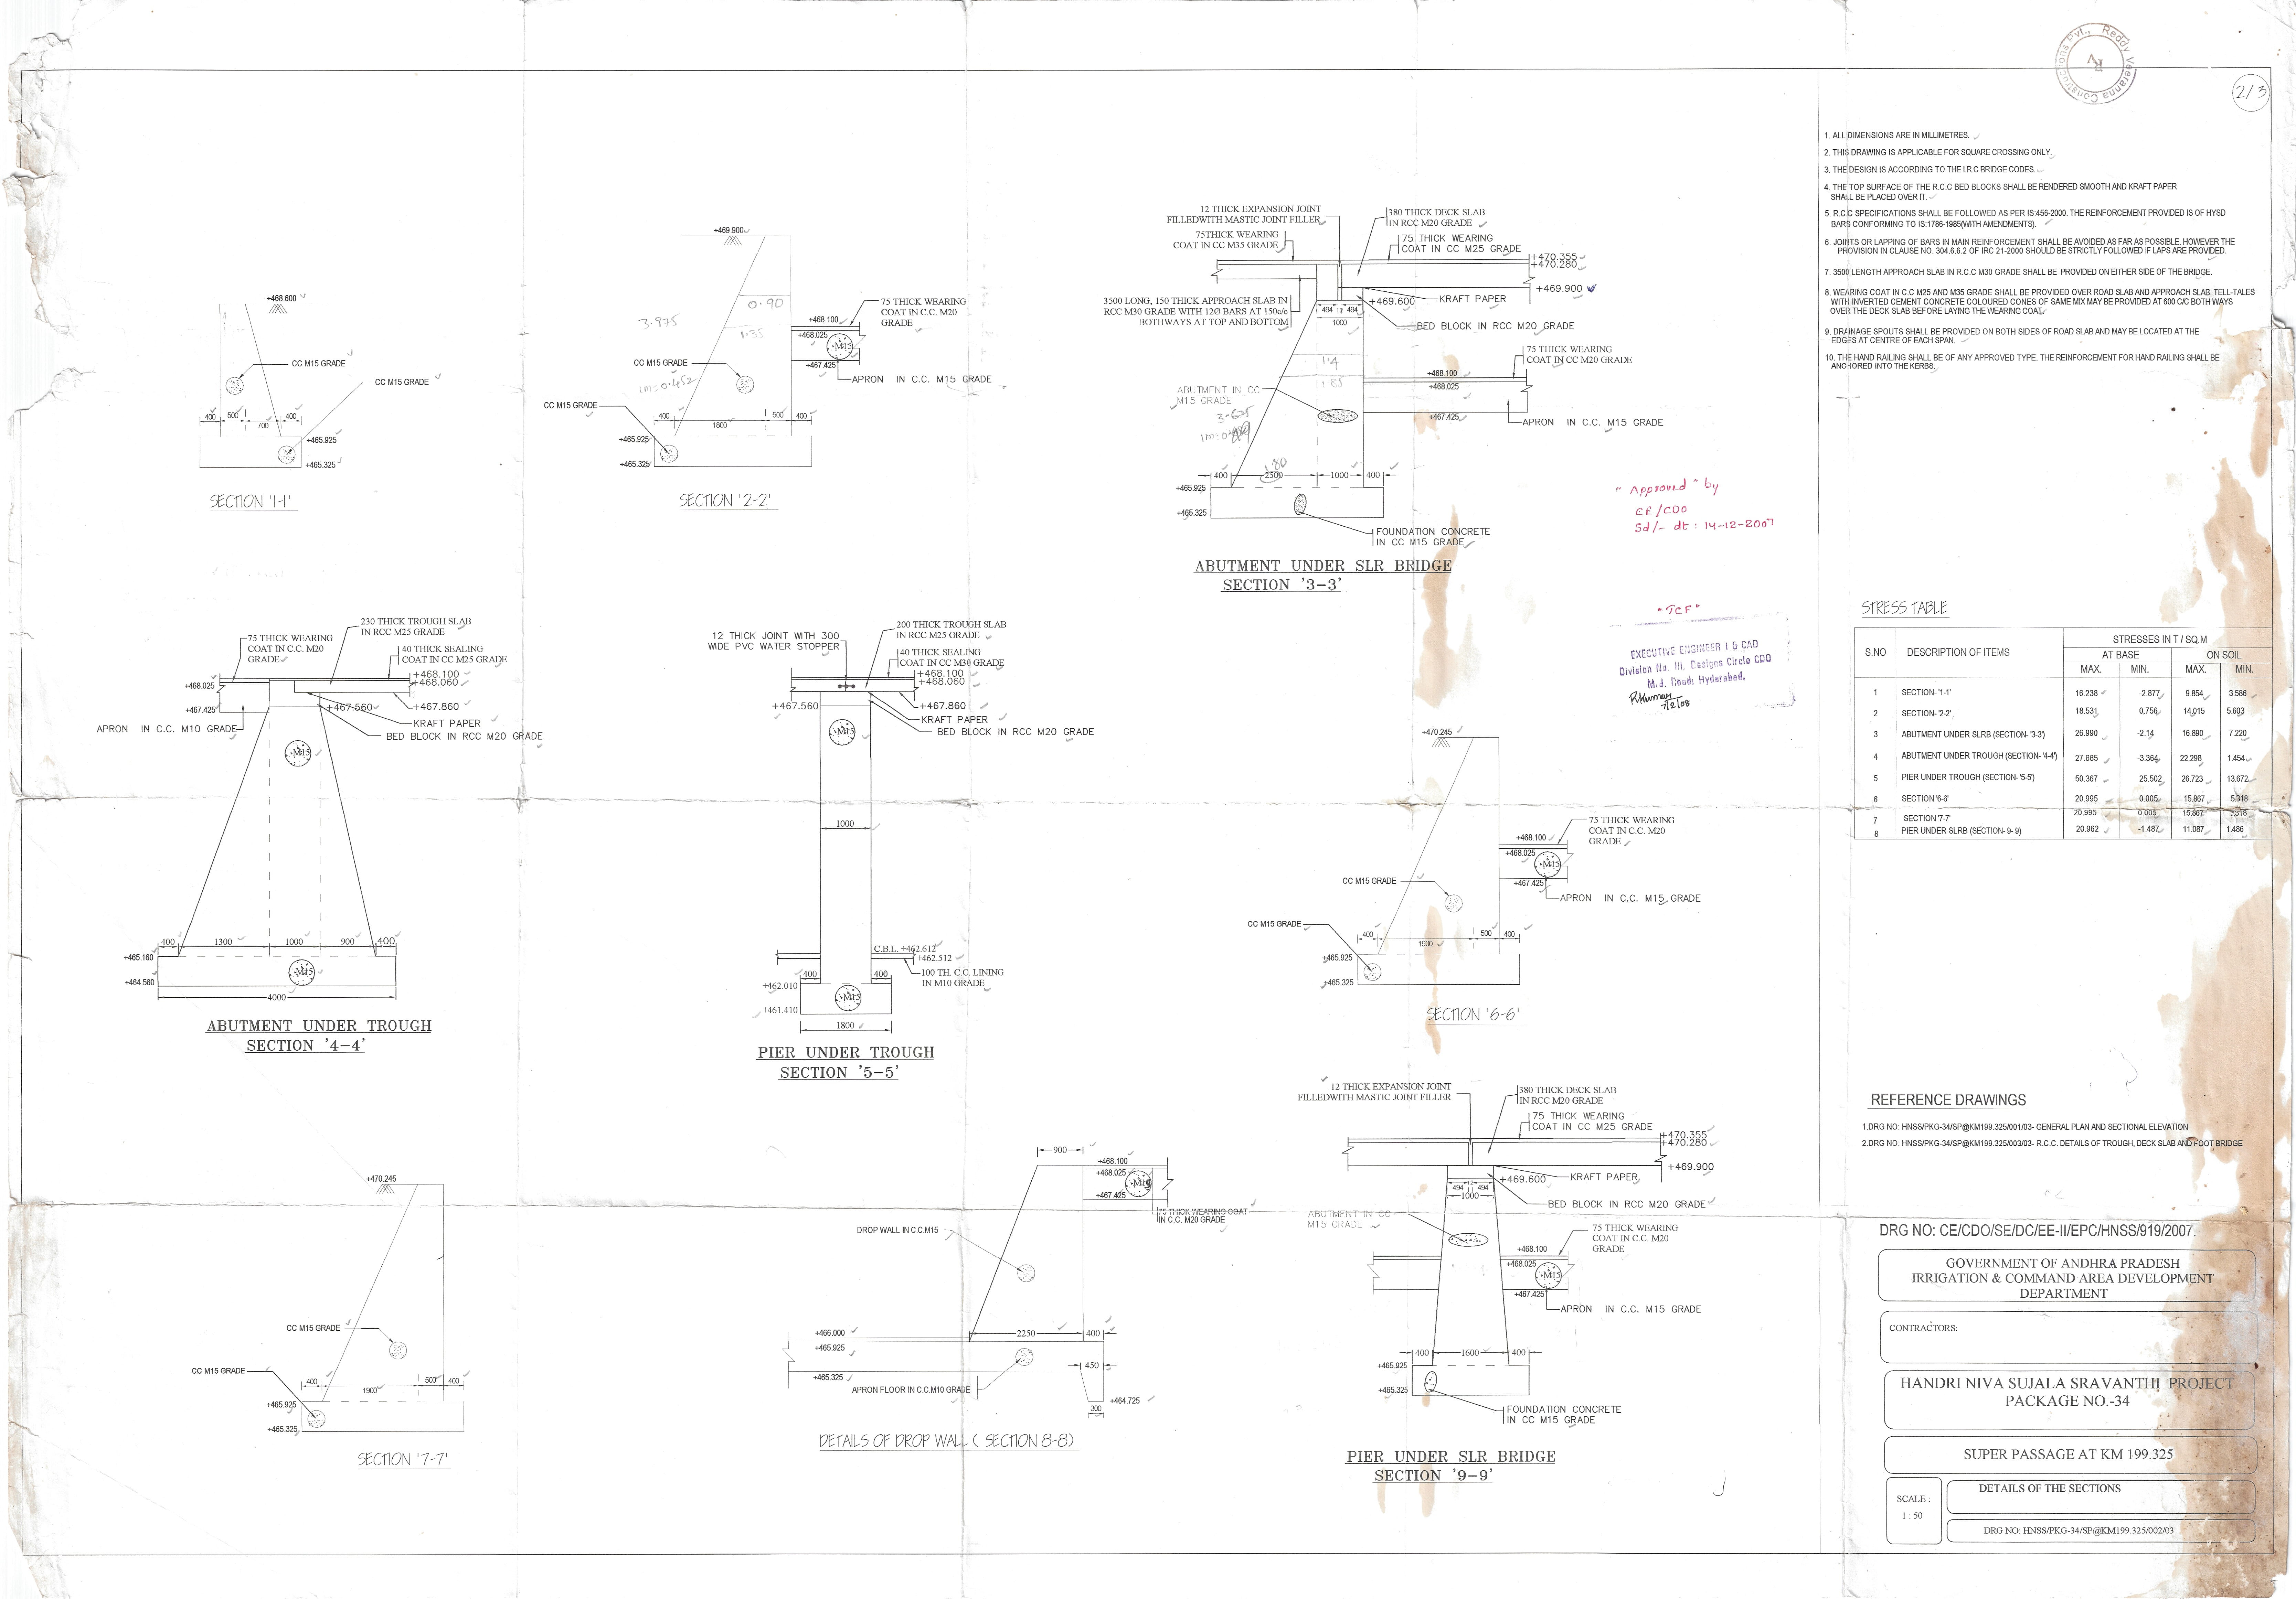 Reddy Veeranna Constructions Pvt.,
RV
2/3
1. ALL DIMENSIONS ARE IN MILLIMETRES.
2. THIS DRAWING IS APPLICABLE FOR SQUARE CROSSING ONLY.
3. THE DESIGN IS ACCORDING TO THE I.R.C BRIDGE CODES.
4. THE TOP SURFACE OF THE R.C.C BED BLOCKS SHALL BE RENDERED SMOOTH AND KRAFT PAPER
SHALL BE PLACED OVER IT.
5. R.C.C SPECIFICATIONS SHALL BE FOLLOWED AS PER IS:456-2000. THE REINFORCEMENT PROVIDED IS OF HYSD
BARS CONFORMING TO IS:1786-1985(WITH AMENDMENTS).
6. JOINTS OR LAPPING OF BARS IN MAIN REINFORCEMENT SHALL BE AVOIDED AS FAR AS POSSIBLE. HOWEVER THE
PROVISION IN CLAUSE NO. 304.6.6.2 OF IRC 21-2000 SHOULD BE STRICTLY FOLLOWED IF LAPS ARE PROVIDED.
7. 3500 LENGTH APPROACH SLAB IN R.C.C M30 GRADE SHALL BE PROVIDED ON EITHER SIDE OF THE BRIDGE.
8. WEARING COAT IN C.C M25 AND M35 GRADE SHALL BE PROVIDED OVER ROAD SLAB AND APPROACH SLAB, TELL-TALES
WITH INVERTED CEMENT CONCRETE COLOURED CONES OF SAME MIX MAY BE PROVIDED AT 600 C/C BOTH WAYS
OVER THE DECK SLAB BEFORE LAYING THE WEARING COAT.
9. DRAINAGE SPOUTS SHALL BE PROVIDED ON BOTH SIDES OF ROAD SLAB AND MAY BE LOCATED AT THE
EDGES AT CENTRE OF EACH SPAN.
10. THE HAND RAILING SHALL BE OF ANY APPROVED TYPE. THE REINFORCEMENT FOR HAND RAILING SHALL BE
ANCHORED INTO THE KERBS.
+468.600
CC M15 GRADE
CC M15 GRADE
400 500 700 400
+465.925
+465.325
SECTION '1-1'
+469.900
0.90
3.975
1.35
1m=0.452
75 THICK WEARING
COAT IN C.C. M20
GRADE
+468.100
+468.025
M15
+467.425
APRON IN C.C. M15 GRADE
CC M15 GRADE
CC M15 GRADE
400 1800 500 400
+465.925
+465.325
SECTION '2-2'
12 THICK EXPANSION JOINT
FILLEDWITH MASTIC JOINT FILLER
380 THICK DECK SLAB
IN RCC M20 GRADE
75THICK WEARING
COAT IN CC M35 GRADE
75 THICK WEARING
COAT IN CC M25 GRADE
+470.355
+470.280
+469.900
+469.600
KRAFT PAPER
3500 LONG, 150 THICK APPROACH SLAB IN
RCC M30 GRADE WITH 12Ø BARS AT 150c/c
BOTHWAYS AT TOP AND BOTTOM
494 12 494
1000
BED BLOCK IN RCC M20 GRADE
75 THICK WEARING
COAT IN CC M20 GRADE
1.4
1.85
+468.100
+468.025
ABUTMENT IN CC
M15 GRADE
3.675
+467.425
APRON IN C.C. M15 GRADE
1.80
400 2500 1000 400
+465.925
+465.325
FOUNDATION CONCRETE
IN CC M15 GRADE
ABUTMENT UNDER SLR BRIDGE
SECTION '3-3'
"Approved" by
EE/CDO
Sd/- dt: 14-12-2007
"TCF"
EXECUTIVE ENGINEER I & CAD
Division No. III, Designs Circle CDO
M.J. Road, Hyderabad.
7/2/08
230 THICK TROUGH SLAB
IN RCC M25 GRADE
75 THICK WEARING
COAT IN C.C. M20
GRADE
40 THICK SEALING
COAT IN CC M25 GRADE
+468.100
+468.060
+468.025
+467.425
+467.560
+467.860
KRAFT PAPER
APRON IN C.C. M10 GRADE
BED BLOCK IN RCC M20 GRADE
M15
400 1300 1000 900 400
+465.160
M15
+464.560
4000
ABUTMENT UNDER TROUGH
SECTION '4-4'
12 THICK JOINT WITH 300
WIDE PVC WATER STOPPER
200 THICK TROUGH SLAB
IN RCC M25 GRADE
40 THICK SEALING
COAT IN CC M30 GRADE
+468.100
+468.060
+467.560
+467.860
KRAFT PAPER
BED BLOCK IN RCC M20 GRADE
M15
1000
C.B.L. +462.612
+462.512
100 TH. C.C. LINING
IN M10 GRADE
400 400
+462.010
M15
+461.410
1800
PIER UNDER TROUGH
SECTION '5-5'
+470.245
75 THICK WEARING
COAT IN C.C. M20
GRADE
+468.100
+468.025
M15
+467.425
CC M15 GRADE
APRON IN C.C. M15 GRADE
CC M15 GRADE
400 1900 500 400
+465.925
+465.325
SECTION '6-6'
STRESS TABLE
S.NO DESCRIPTION OF ITEMS STRESSES IN T / SQ.M
AT BASE ON SOIL
MAX. MIN. MAX. MIN.
1 SECTION- '1-1' 16.238 -2.877 9.854 3.586
2 SECTION- '2-2' 18.531 0.756 14.015 5.603
3 ABUTMENT UNDER SLRB (SECTION- '3-3') 26.990 -2.14 16.890 7.220
4 ABUTMENT UNDER TROUGH (SECTION- '4-4') 27.665 -3.364 22.298 1.454
5 PIER UNDER TROUGH (SECTION- '5-5') 50.367 25.502 26.723 13.672
6 SECTION '6-6' 20.995 0.005 15.867 5.318
7 SECTION '7-7' 20.995 0.005 15.867 5.318
8 PIER UNDER SLRB (SECTION- 9- 9) 20.962 -1.487 11.087 1.486
+470.245
CC M15 GRADE
CC M15 GRADE
400 1900 500 400
+465.925
+465.325
SECTION '7-7'
900
+468.100
+468.025
+467.425
75 THICK WEARING COAT
IN C.C. M20 GRADE
DROP WALL IN C.C.M15
+466.000
+465.925
2250 400
+465.325
450
APRON FLOOR IN C.C.M10 GRADE
+464.725
300
DETAILS OF DROP WALL ( SECTION 8-8)
12 THICK EXPANSION JOINT
FILLEDWITH MASTIC JOINT FILLER
380 THICK DECK SLAB
IN RCC M20 GRADE
75 THICK WEARING
COAT IN CC M25 GRADE
+470.355
+470.280
+469.900
+469.600
KRAFT PAPER
494 12 494
1000
BED BLOCK IN RCC M20 GRADE
ABUTMENT IN CC
M15 GRADE
75 THICK WEARING
COAT IN C.C. M20
GRADE
+468.100
+468.025
M15
+467.425
APRON IN C.C. M15 GRADE
400 1600 400
+465.925
+465.325
FOUNDATION CONCRETE
IN CC M15 GRADE
PIER UNDER SLR BRIDGE
SECTION '9-9'
REFERENCE DRAWINGS
1.DRG NO: HNSS/PKG-34/SP@KM199.325/001/03- GENERAL PLAN AND SECTIONAL ELEVATION
2.DRG NO: HNSS/PKG-34/SP@KM199.325/003/03- R.C.C. DETAILS OF TROUGH, DECK SLAB AND FOOT BRIDGE
DRG NO: CE/CDO/SE/DC/EE-II/EPC/HNSS/919/2007.
GOVERNMENT OF ANDHRA PRADESH
IRRIGATION & COMMAND AREA DEVELOPMENT
DEPARTMENT
CONTRACTORS:
HANDRI NIVA SUJALA SRAVANTHI PROJECT
PACKAGE NO.-34
SUPER PASSAGE AT KM 199.325
SCALE :
1 : 50
DETAILS OF THE SECTIONS
DRG NO: HNSS/PKG-34/SP@KM199.325/002/03